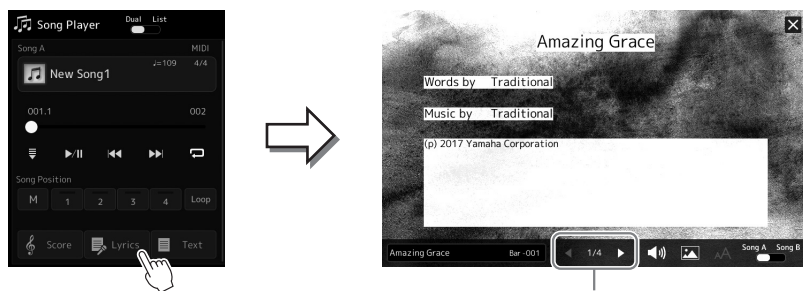 Song Player
Dual List
Song A MIDI
New Song1 ♩=109 4/4
001.1 002
Song Position
M 1 2 3 4 Loop
Score Lyrics Text
Amazing Grace
Words by Traditional
Music by Traditional
(p) 2017 Yamaha Corporation
Amazing Grace Bar -001 1/4 AA Song A Song B